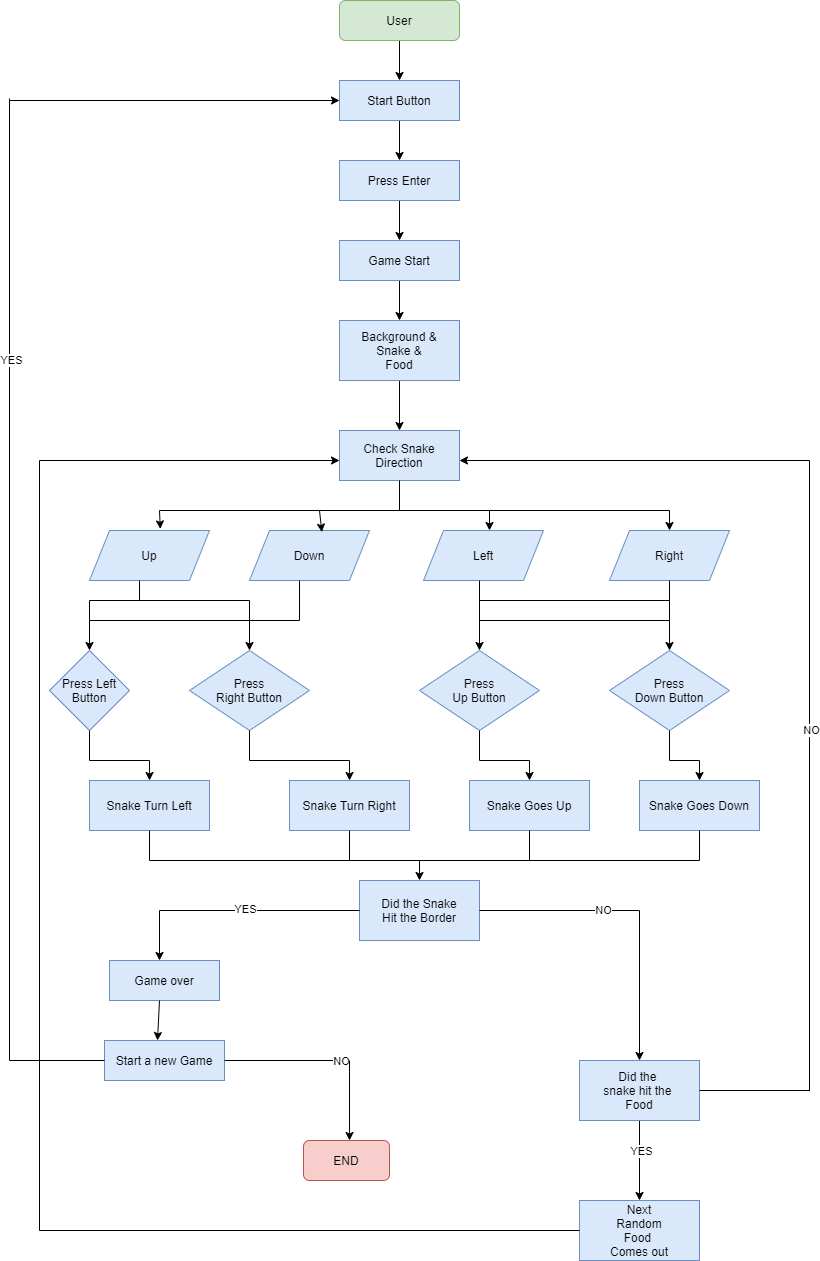 User
Start Button
Press Enter
Game Start
Background &
Snake &
Food
YES
Check Snake
Direction
Up
Down
Left
Right
Press Left
Button
Press
Right Button
Press
Up Button
Press
Down Button
NO
Snake Turn Left
Snake Turn Right
Snake Goes Up
Snake Goes Down
Did the Snake
Hit the Border
YES
NO
Game over
Start a new Game
NO
Did the
snake hit the
Food
END
YES
Next
Random
Food
Comes out